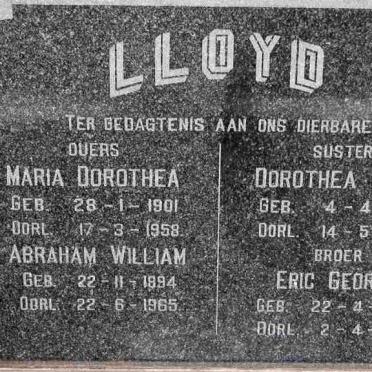 LLOYD
TER GEDAGTENIS AAN ONS DIERBARE
OUERS
MARIA DOROTHEA
GEB. 28-1-1901
OORL. 17-3-1958
ABRAHAM WILLIAM
GEB. 22-11-1894
OORL. 22-6-1965
SUSTER
DOROTHEA
GEB. 4-4
OORL. 14-5
BROER
ERIC GEOR
GEB. 22-4-
OORL. 2-4-